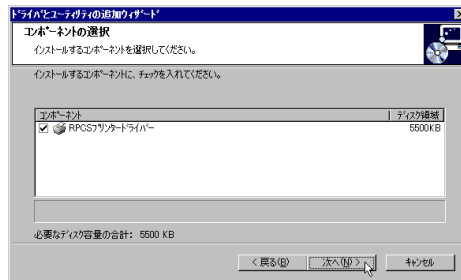 ドライバとユーティリティの追加ウィザード
コンポーネントの選択
インストールするコンポーネントを選択してください。
インストールするコンポーネントに、チェックを入れてください。
コンポーネント ディスク領域
RPCSプリンタードライバー 5500KB
必要なディスク容量の合計: 5500 KB
< 戻る(B) 次へ(N) > キャンセル